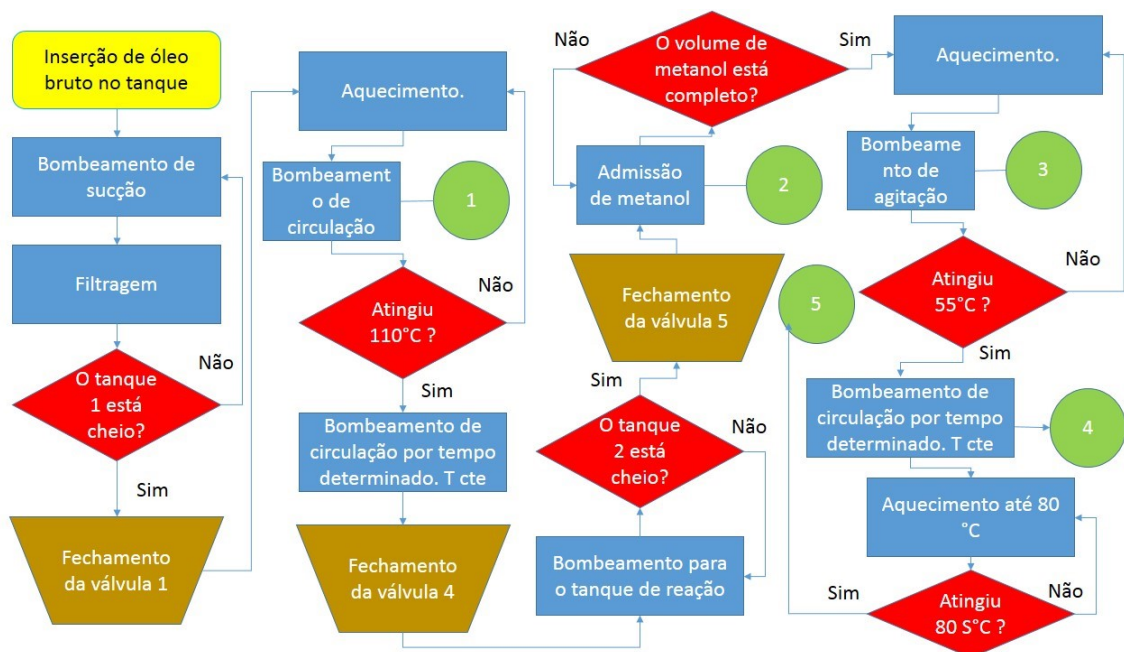 Inserção de óleo
bruto no tanque
Bombeamento de
sucção
Filtragem
Não
O tanque
1 está
cheio?
Sim
Fechamento
da válvula 1
Aquecimento.
Bombeament
o de
circulação
1
Não
Atingiu
110°C ?
Sim
Bombeamento de
circulação por tempo
determinado. T cte
Fechamento
da válvula 4
Bombeamento para
o tanque de reação
O tanque
2 está
cheio?
Não
Sim
Fechamento
da válvula 5
Admissão
de metanol
2
O volume de
metanol está
completo?
Não
Sim
Aquecimento.
Bombeame
nto de
agitação
3
Atingiu
55°C ?
Não
Sim
Bombeamento de
circulação por tempo
determinado. T cte
4
Aquecimento até 80
°C
Atingiu
80 S°C ?
Não
Sim
5